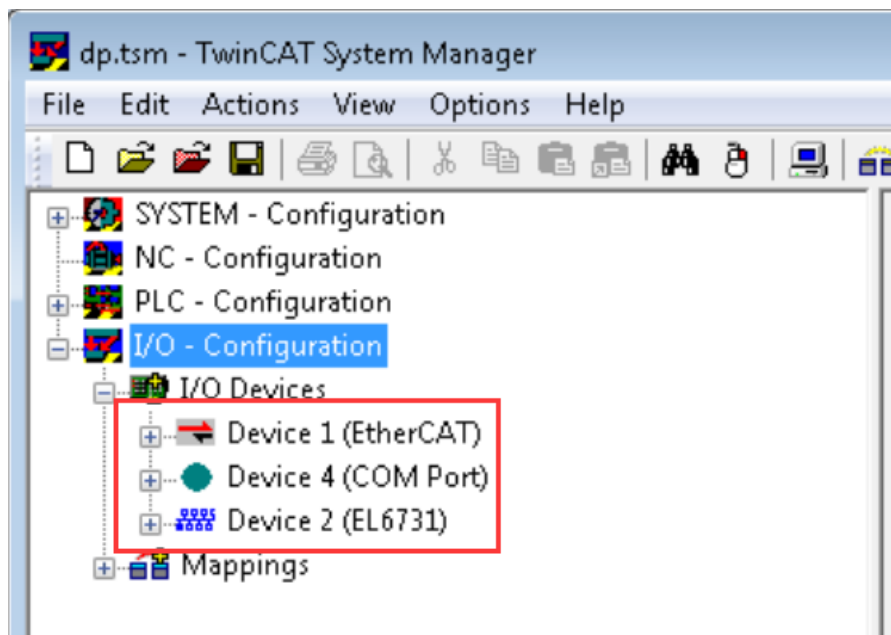 dp.tsm - TwinCAT System Manager
File Edit Actions View Options Help
SYSTEM - Configuration
NC - Configuration
PLC - Configuration
I/O - Configuration
I/O Devices
Device 1 (EtherCAT)
Device 4 (COM Port)
Device 2 (EL6731)
Mappings